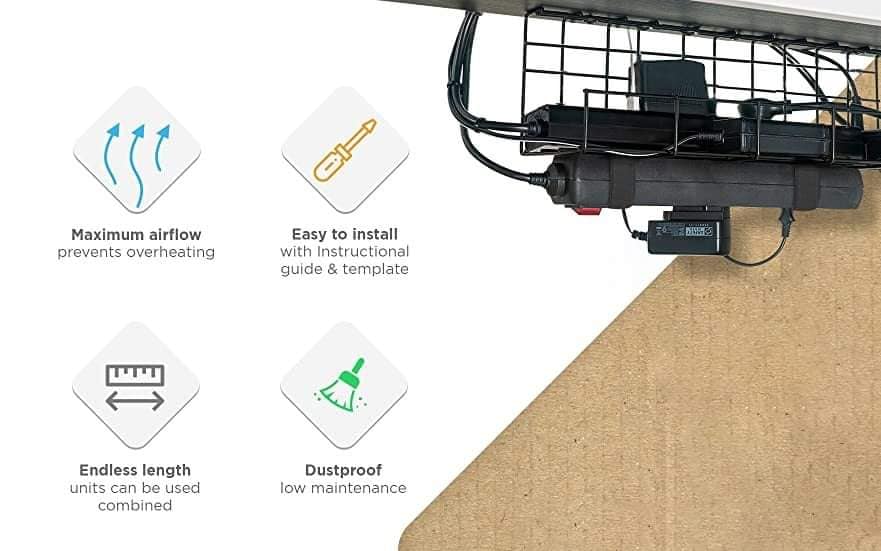 Maximum airflow
prevents overheating
Easy to install
with Instructional
guide & template
Endless length
units can be used
combined
Dustproof
low maintenance